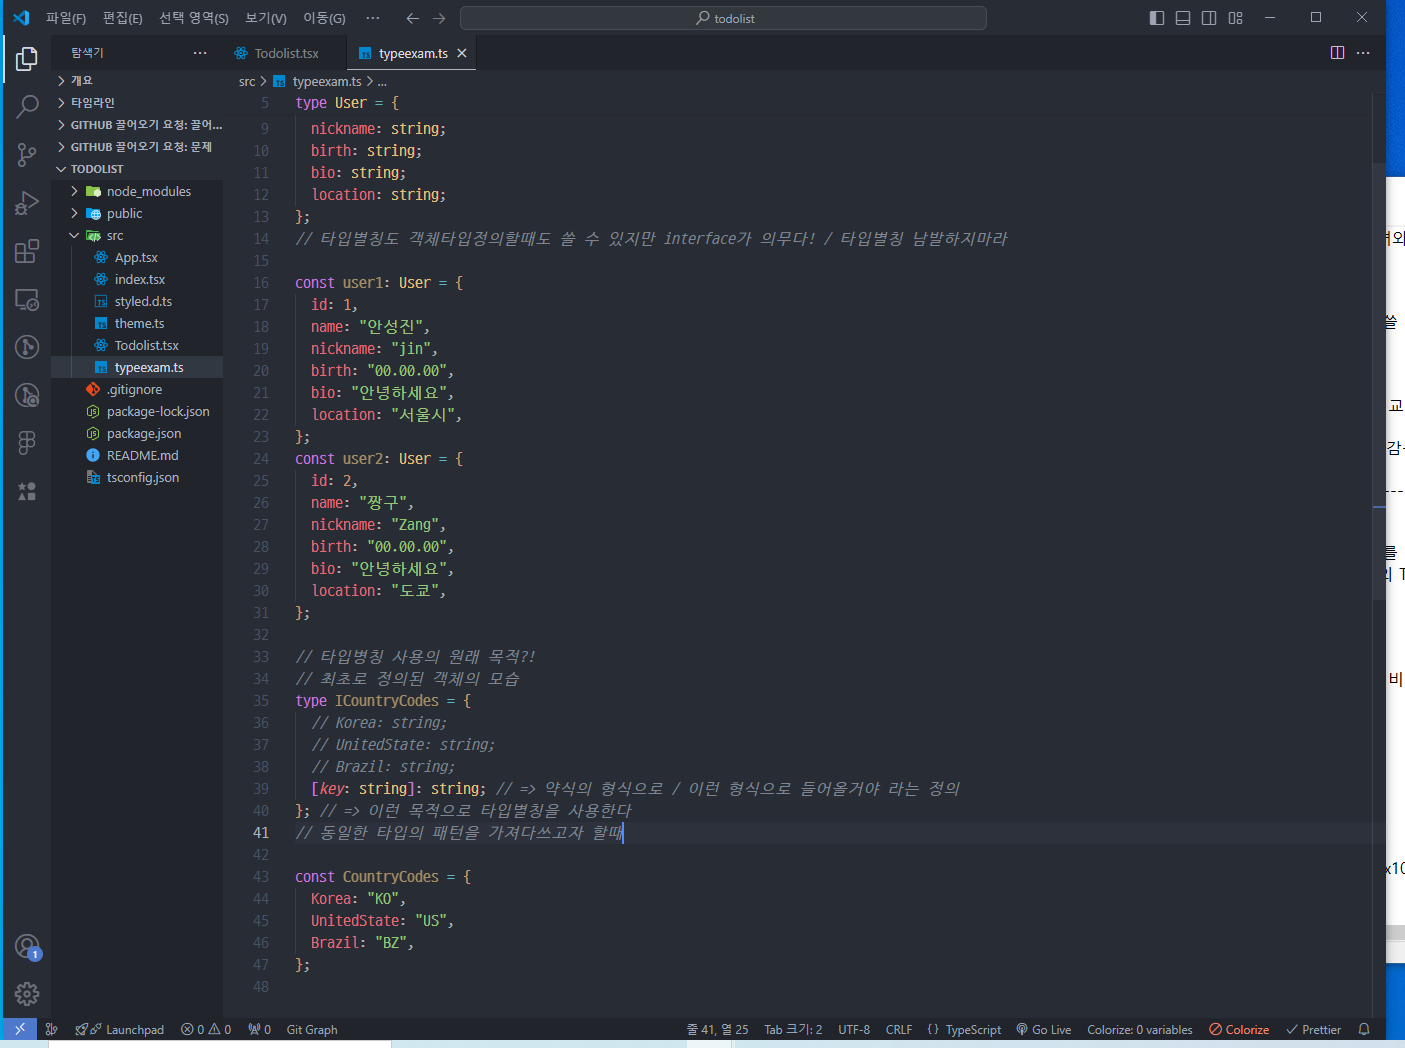 파일(F) 편집(E) 선택 영역(S) 보기(V) 이동(G) ··· todolist
탐색기 ···
Todolist.tsx typeexam.ts
개요
타임라인
GITHUB 끌어오기 요청: 끌어...
GITHUB 끌어오기 요청: 문제
TODOLIST
node_modules
public
src
App.tsx
index.tsx
styled.d.ts
theme.ts
Todolist.tsx
typeexam.ts
.gitignore
package-lock.json
package.json
README.md
tsconfig.json
src > typeexam.ts > ...
5 type User = {
9 nickname: string;
10 birth: string;
11 bio: string;
12 location: string;
13 };
14 // 타입별칭도 객체타입정의할때도 쓸 수 있지만 interface가 의무다! / 타입별칭 남발하지마라
15
16 const user1: User = {
17 id: 1,
18 name: "안성진",
19 nickname: "jin",
20 birth: "00.00.00",
21 bio: "안녕하세요",
22 location: "서울시",
23 };
24 const user2: User = {
25 id: 2,
26 name: "짱구",
27 nickname: "Zang",
28 birth: "00.00.00",
29 bio: "안녕하세요",
30 location: "도쿄",
31 };
32
33 // 타입병칭 사용의 원래 목적?!
34 // 최초로 정의된 객체의 모습
35 type ICountryCodes = {
36 // Korea: string;
37 // UnitedState: string;
38 // Brazil: string;
39 [key: string]: string; // => 약식의 형식으로 / 이런 형식으로 들어올거야 라는 정의
40 }; // => 이런 목적으로 타입별칭을 사용한다
41 // 동일한 타입의 패턴을 가져다쓰고자 할때
42
43 const CountryCodes = {
44 Korea: "KO",
45 UnitedState: "US",
46 Brazil: "BZ",
47 };
48
1
Launchpad 0 0 0 Git Graph 줄 41, 열 25 Tab 크기: 2 UTF-8 CRLF {} TypeScript Go Live Colorize: 0 variables Colorize Prettier
쓸
교
감
---
를
T
비
x10